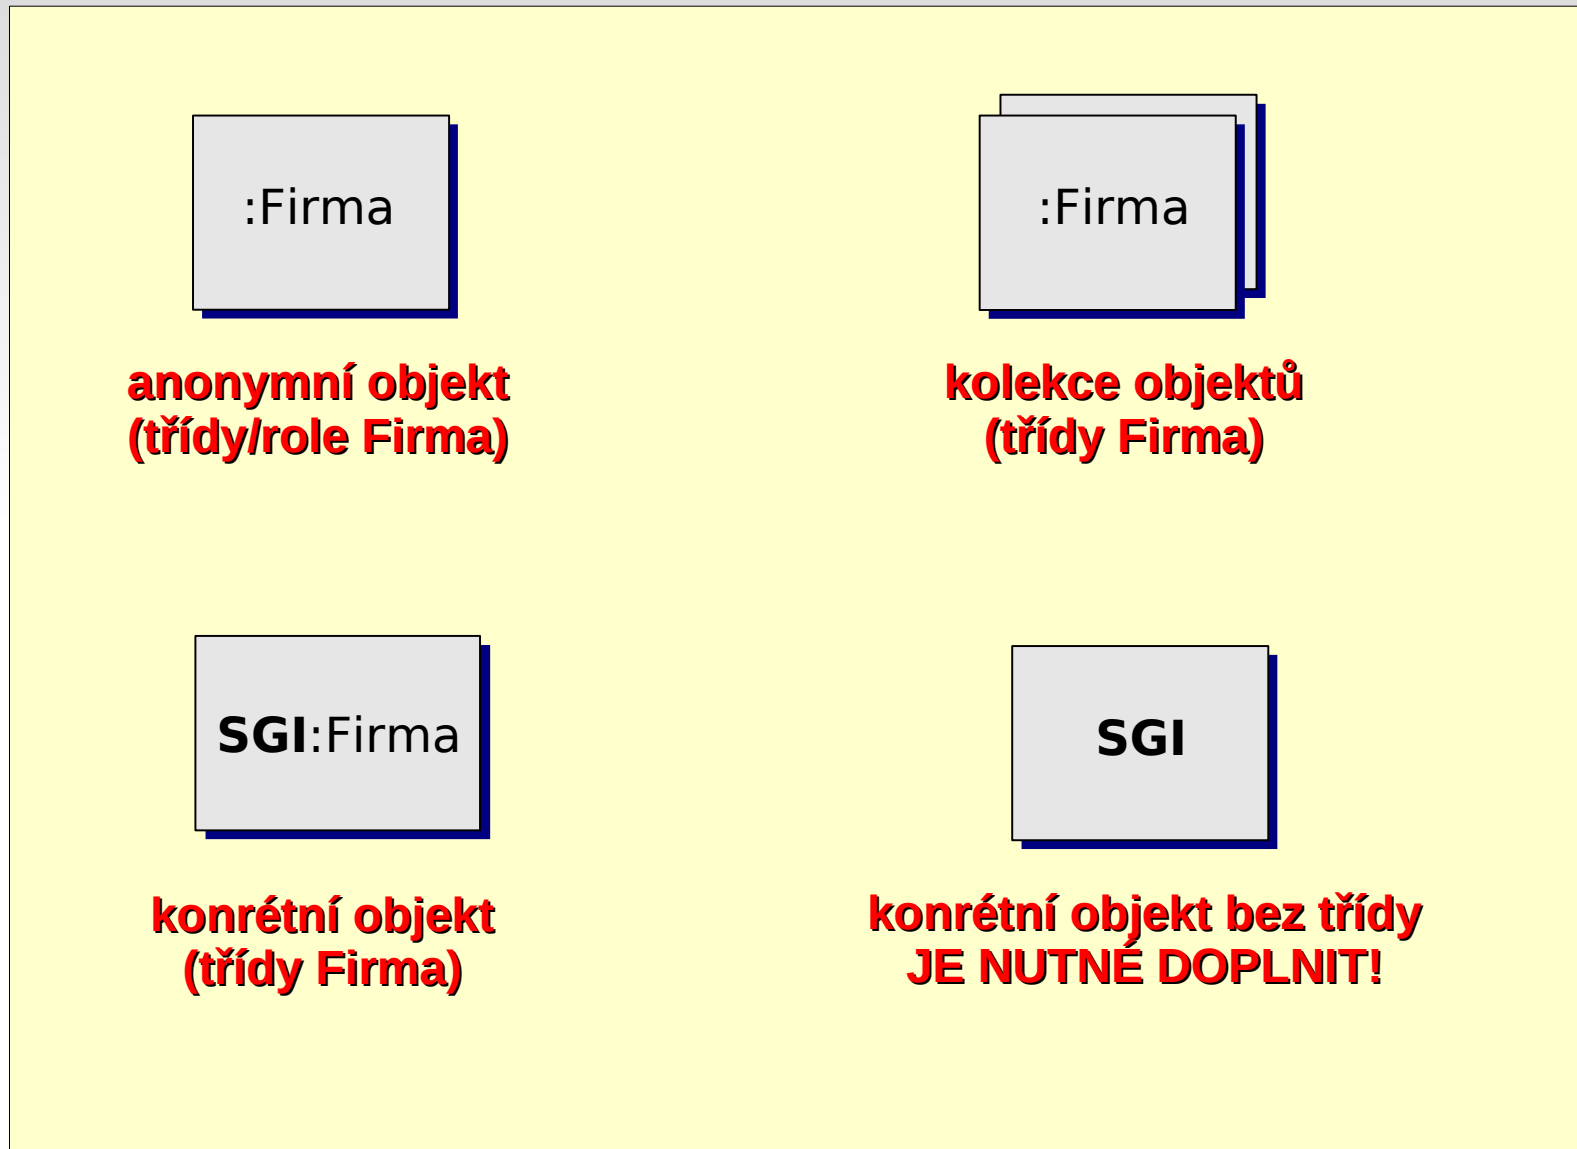 :Firma
anonymní objekt
(třídy/role Firma)
:Firma
kolekce objektů
(třídy Firma)
SGI:Firma
konrétní objekt
(třídy Firma)
SGI
konrétní objekt bez třídy
JE NUTNÉ DOPLNIT!